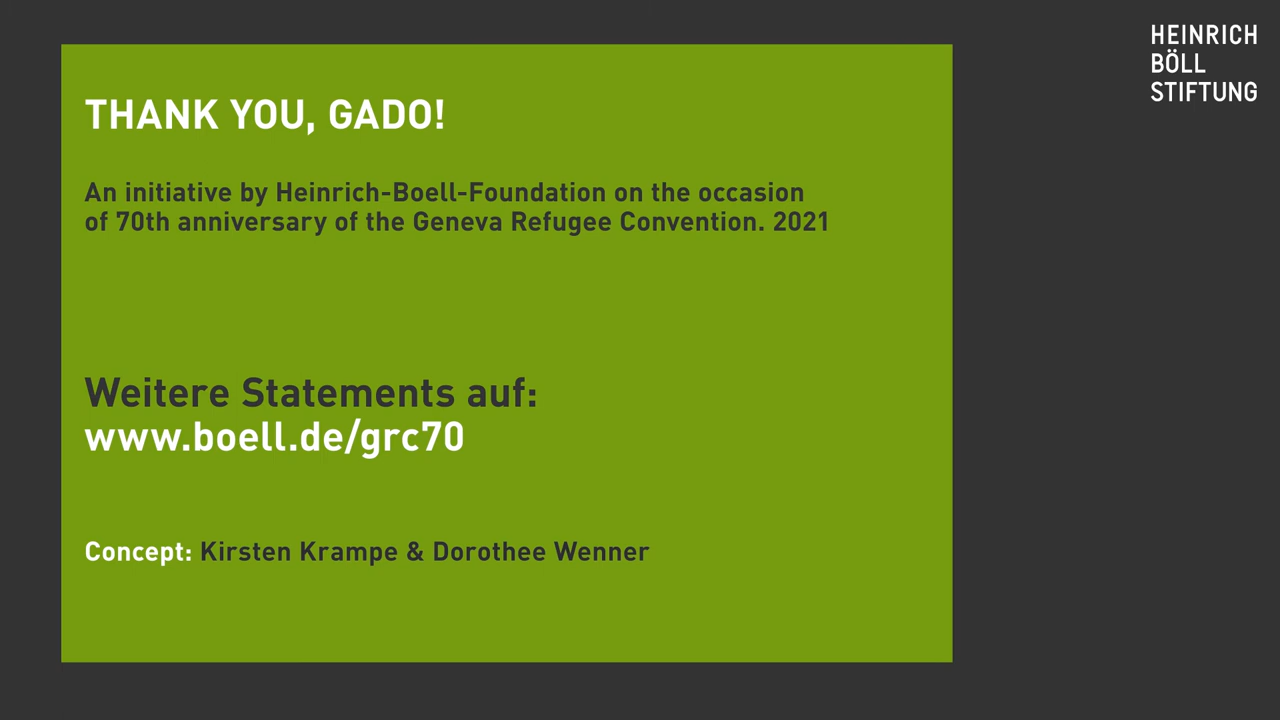 HEINRICH
BÖLL
STIFTUNG
THANK YOU, GADO!
An initiative by Heinrich-Boell-Foundation on the occasion
of 70th anniversary of the Geneva Refugee Convention. 2021
Weitere Statements auf:
www.boell.de/grc70
Concept: Kirsten Krampe & Dorothee Wenner